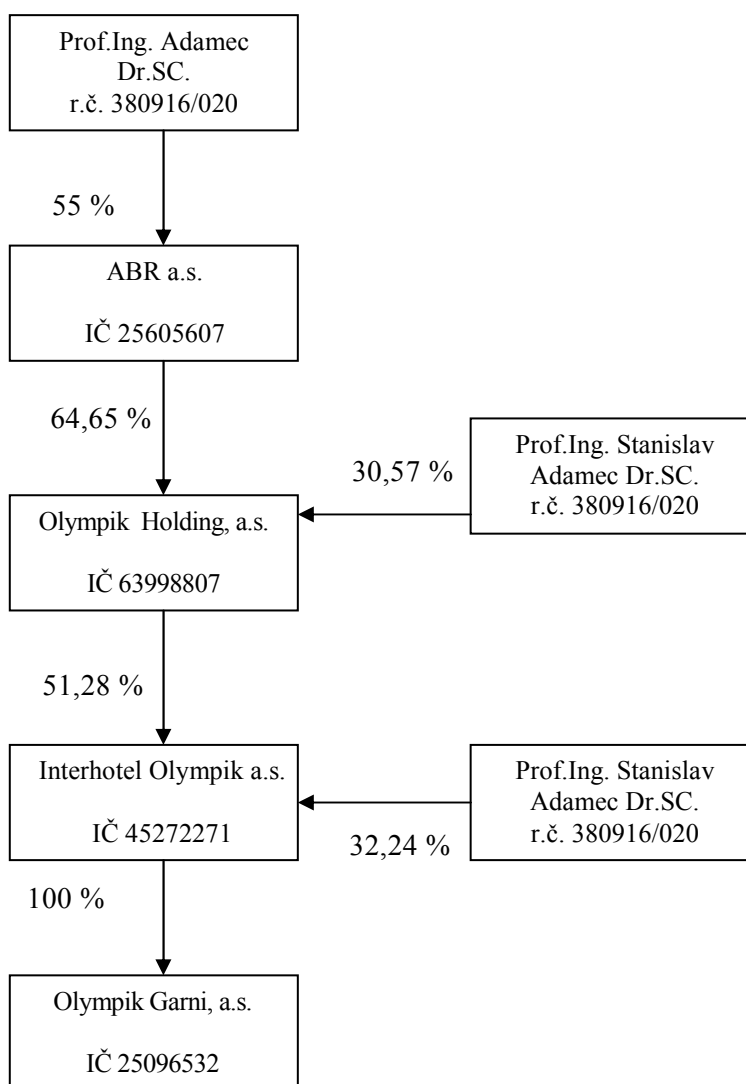 Prof.Ing. Adamec
Dr.SC.
r.č. 380916/020
55 %
ABR a.s.
IČ 25605607
64,65 %
30,57 %
Prof.Ing. Stanislav
Adamec Dr.SC.
r.č. 380916/020
Olympik Holding, a.s.
IČ 63998807
51,28 %
Interhotel Olympik a.s.
IČ 45272271
32,24 %
Prof.Ing. Stanislav
Adamec Dr.SC.
r.č. 380916/020
100 %
Olympik Garni, a.s.
IČ 25096532